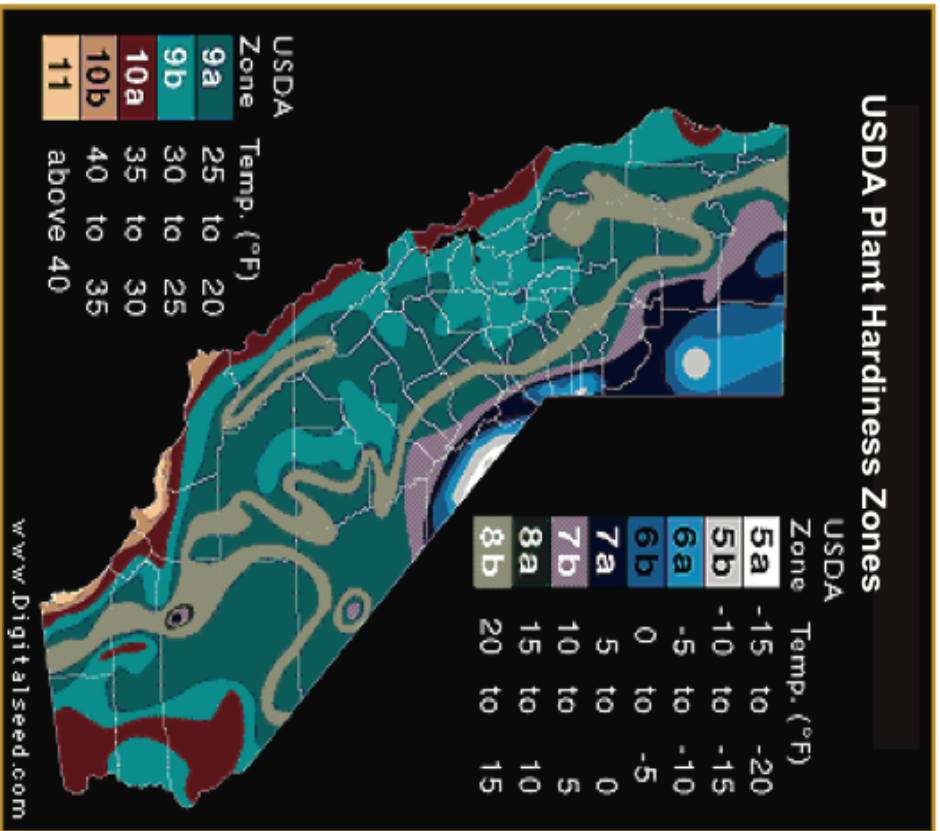 USDA Plant Hardiness Zones
USDA
Zone Temp. (°F)
5a -15 to -20
5b -10 to -15
6a -5 to -10
6b 0 to -5
7a 5 to 0
7b 10 to 5
8a 15 to 10
8b 20 to 15
USDA
Zone Temp. (°F)
9a 25 to 20
9b 30 to 25
10a 35 to 30
10b 40 to 35
11 above 40
www.Digitalseed.com